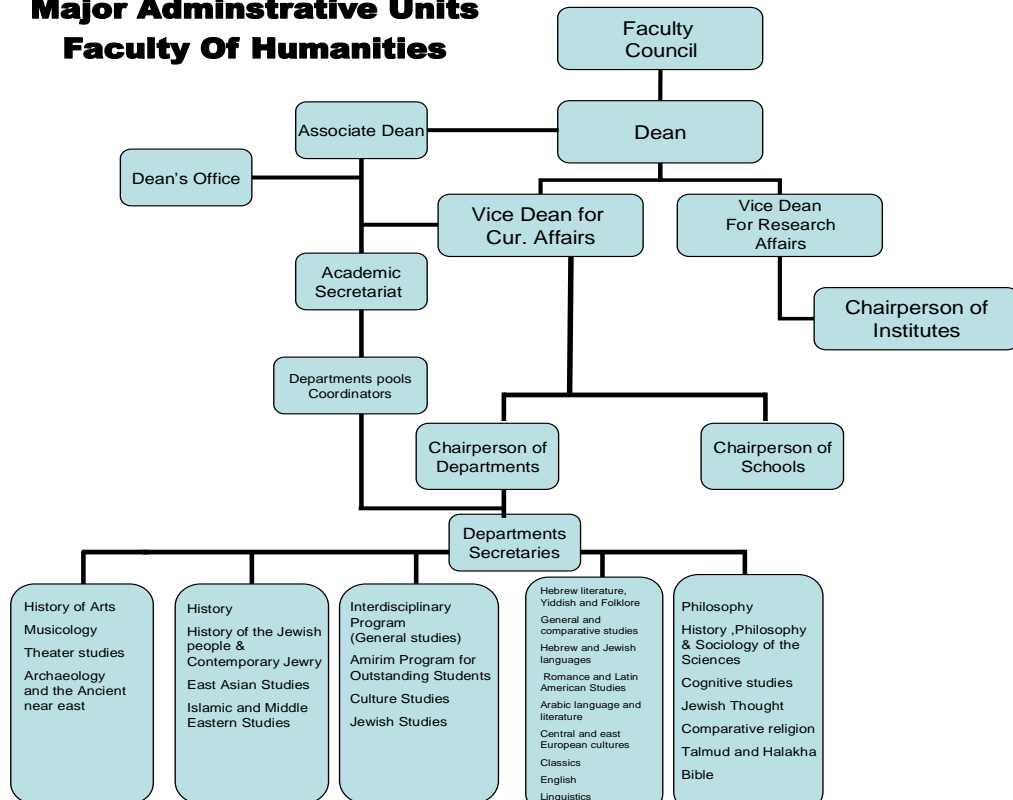 Major Adminstrative Units
Faculty Of Humanities
Faculty
Council
Associate Dean
Dean
Dean's Office
Vice Dean for
Cur. Affairs
Vice Dean
For Research
Affairs
Academic
Secretariat
Chairperson of
Institutes
Departments pools
Coordinators
Chairperson of
Departments
Chairperson of
Schools
Departments
Secretaries
History of Arts
Musicology
Theater studies
Archaeology
and the Ancient
near east
History
History of the Jewish
people &
Contemporary Jewry
East Asian Studies
Islamic and Middle
Eastern Studies
Interdisciplinary
Program
(General studies)
Amirim Program for
Outstanding Students
Culture Studies
Jewish Studies
Hebrew literature,
Yiddish and Folklore
General and
comparative studies
Hebrew and Jewish
languages
Romance and Latin
American Studies
Arabic language and
literature
Central and east
European cultures
Classics
English
Linguistics
Philosophy
History ,Philosophy
& Sociology of the
Sciences
Cognitive studies
Jewish Thought
Comparative religion
Talmud and Halakha
Bible